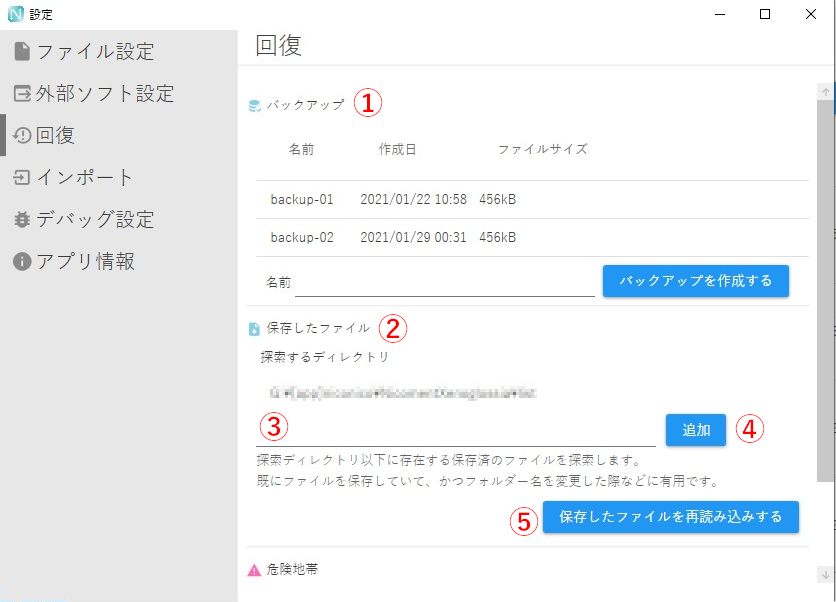 設定
ファイル設定
外部ソフト設定
回復
インポート
デバッグ設定
アプリ情報
回復
バックアップ ①
名前 作成日 ファイルサイズ
backup-01 2021/01/22 10:58 456kB
backup-02 2021/01/29 00:31 456kB
名前 バックアップを作成する
保存したファイル ②
探索するディレクトリ
③ 追加 ④
探索ディレクトリ以下に存在する保存済のファイルを探索します。
既にファイルを保存していて、かつフォルダー名を変更した際などに有用です。
⑤ 保存したファイルを再読み込みする
危険地帯